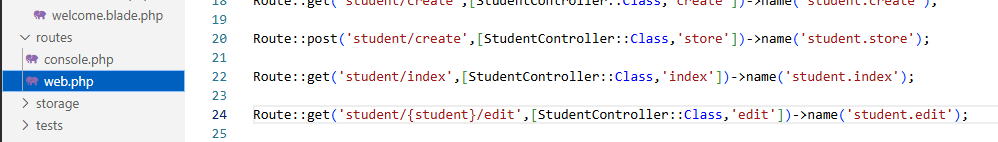 welcome.blade.php
routes
console.php
web.php
storage
tests
18 Route::get('student/create',[StudentController::Class,'create'])->name('student.create');
19
20 Route::post('student/create',[StudentController::Class,'store'])->name('student.store');
21
22 Route::get('student/index',[StudentController::Class,'index'])->name('student.index');
23
24 Route::get('student/{student}/edit',[StudentController::Class,'edit'])->name('student.edit');
25